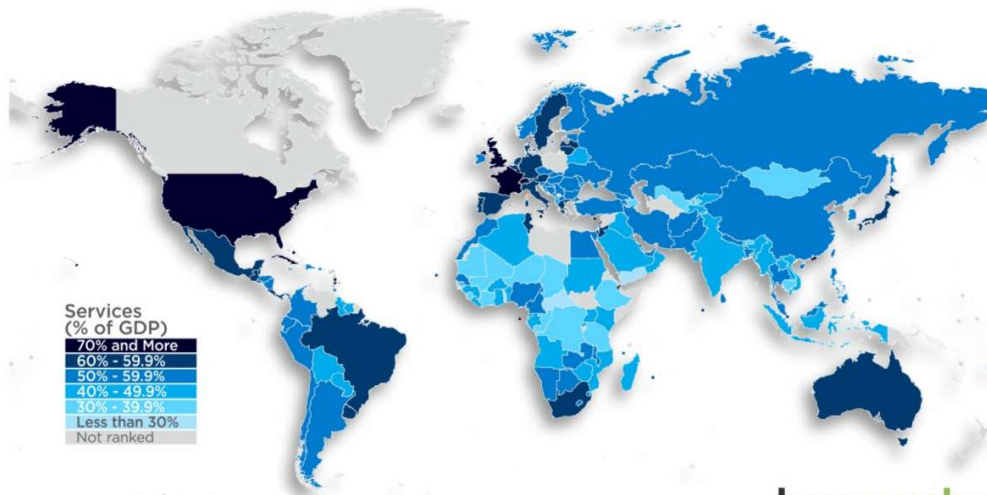 Services
(% of GDP)
70% and More
60% - 59.9%
50% - 59.9%
40% - 49.9%
30% - 39.9%
Less than 30%
Not ranked